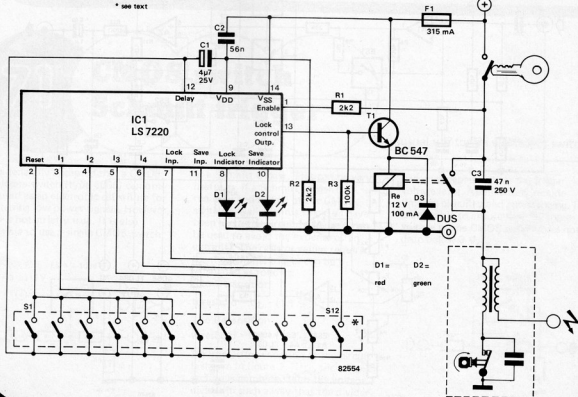 * see text
+
F1
315 mA
C2
56n
C1
4µ7
25V
12
9
14
Delay
VDD
VSS
Enable
1
R1
2k2
IC1
LS 7220
Lock
control
Outp.
13
T1
BC 547
Reset
I1
I2
I3
I4
Lock
Inp.
Save
Inp.
Lock
Indicator
Save
Indicator
2
3
4
5
6
7
11
8
10
D1
D2
R2
2k2
R3
100k
Re
12 V
100 mA
D3
DUS
C3
47 n
250 V
0
D1 =
red
D2 =
green
S1
S12
*
82554